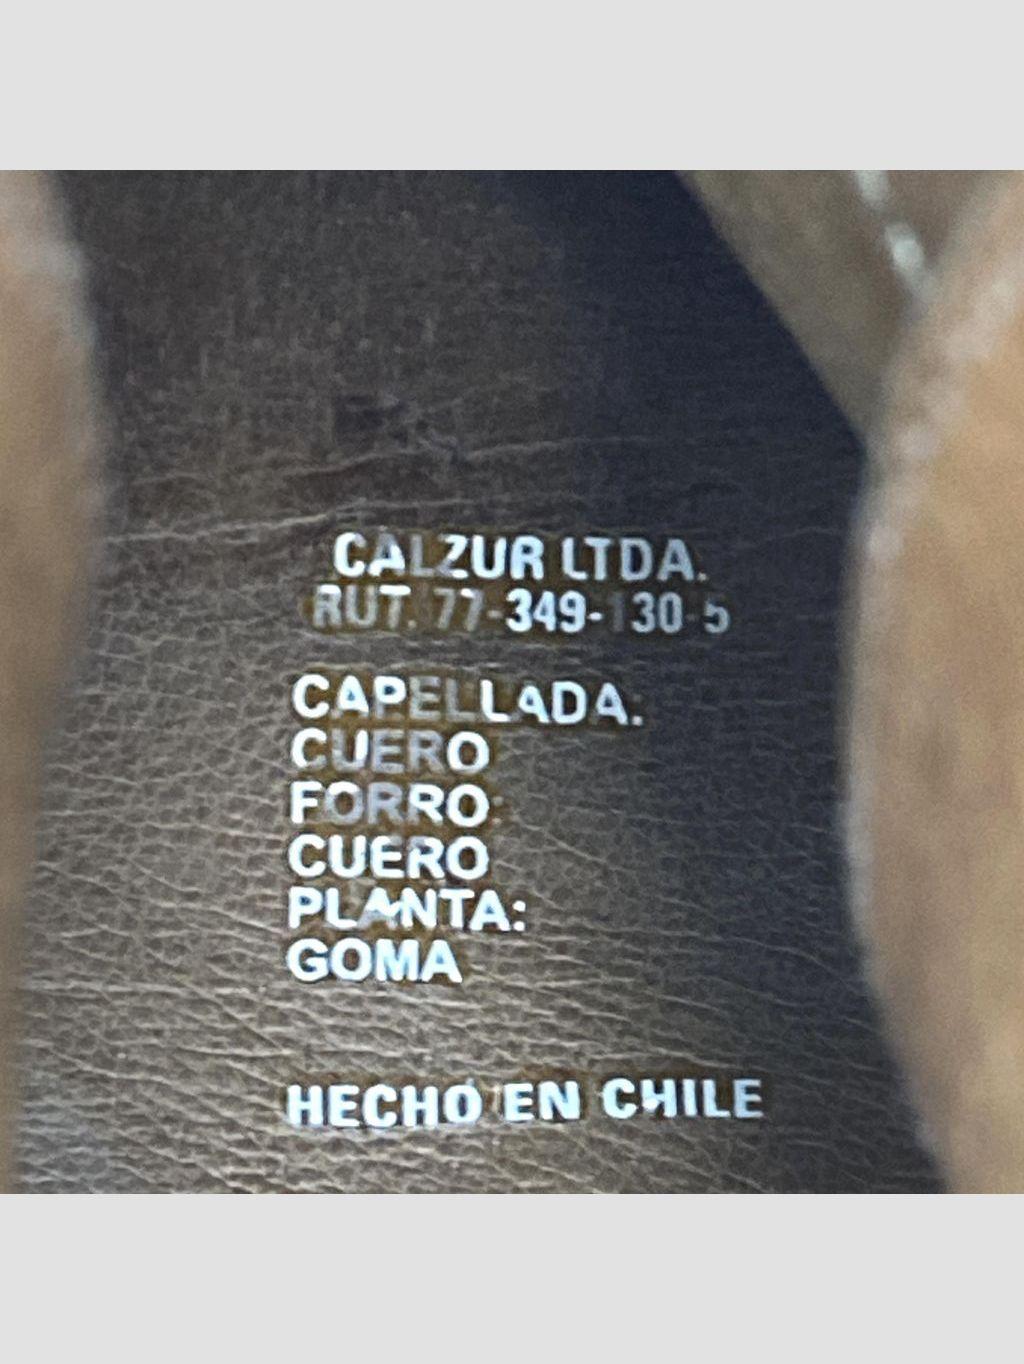 CALZUR LTDA.
RUT. 77-349-130-5
CAPELLADA:
CUERO
FORRO:
CUERO
PLANTA:
GOMA
HECHO EN CHILE